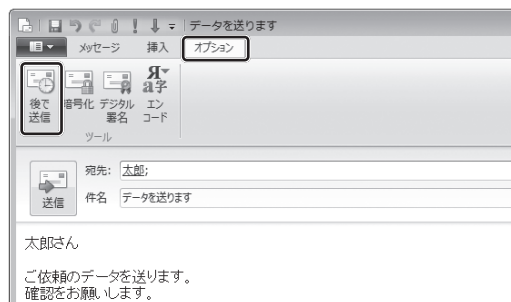 データを送ります
メッセージ 挿入 オプション
後で送信 暗号化 デジタル署名 エンコード
ツール
宛先: 太郎;
送信
件名 データを送ります
太郎さん
ご依頼のデータを送ります。
確認をお願いします。